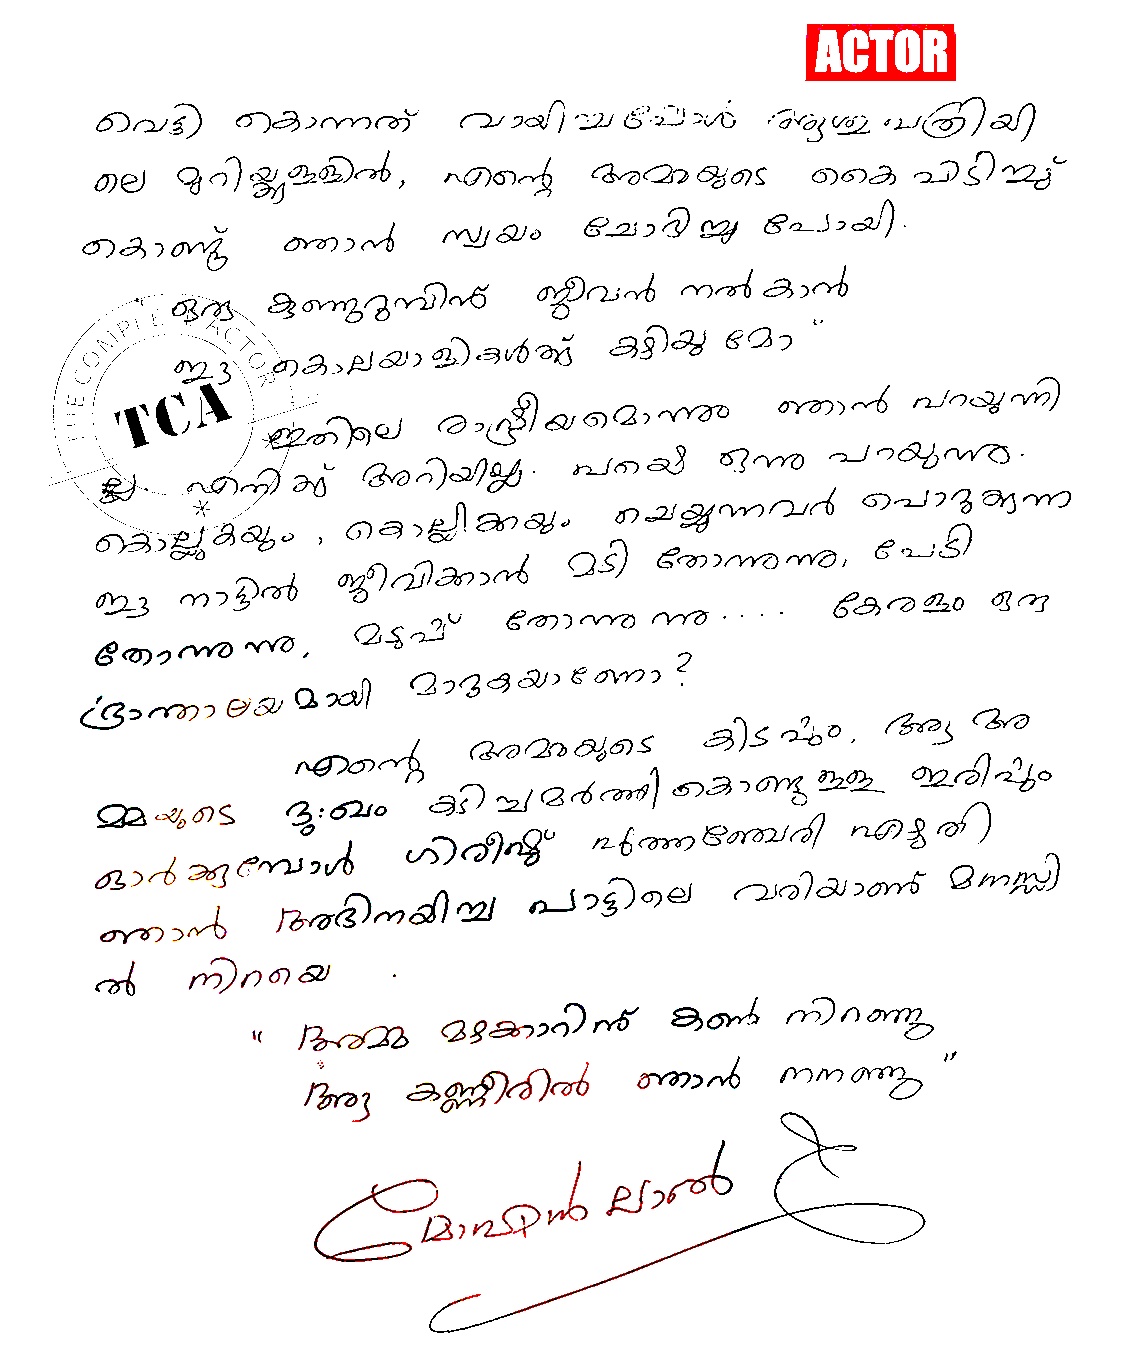 ACTOR
വെട്ടി കൊന്നത് വായിച്ചപ്പോൾ ആശുപത്രിയി
ലെ മുറിയ്ക്കുള്ളിൽ, എന്റെ അമ്മയുടെ കൈപിടിച്ചു്
കൊണ്ടു് ഞാൻ സ്വയം ചോദിച്ചു പോയി.
" ഒരു കുഞ്ഞുറുമ്പിന് ജീവൻ നൽകാൻ
ഈ കൊലയാളികൾക്ക് കഴിയുമോ"
ഇതിലെ രാഷ്ട്രീയമൊന്നും ഞാൻ പറയുന്നി
ല്ല. എനിക്ക് അറിയില്ല. പക്ഷെ ഒന്നു പറയുന്നു.
കൊല്ലുകയും, കൊല്ലിക്കുകയും ചെയ്യുന്നവർ പെരുകുന്ന
ഈ നാട്ടിൽ ജീവിക്കാൻ മടി തോന്നുന്നു, പേടി
തോന്നുന്നു, മടുപ്പ് തോന്നുന്നു.... കേരളം ഒരു
ഭ്രാന്താലയമായി മാറുകയാണോ?
എന്റെ അമ്മയുടെ കിടപ്പും, ആ അ
മ്മയുടെ ദുഃഖം കടിച്ചമർത്തി കൊണ്ടുള്ള ഇരിപ്പും
ഓർക്കുമ്പോൾ ഗിരീഷ് പുത്തഞ്ചേരി എഴുതി
ഞാൻ അഭിനയിച്ച പാട്ടിലെ വരിയാണ് മനസ്സി
ൽ നിറയെ .
" അമ്മ മഴക്കാറിന് കൺ നിറഞ്ഞു
ആ കണ്ണീരിൽ ഞാൻ നനഞ്ഞു "
മോഹൻലാൽ
THE COMPLETE ACTOR
TCA